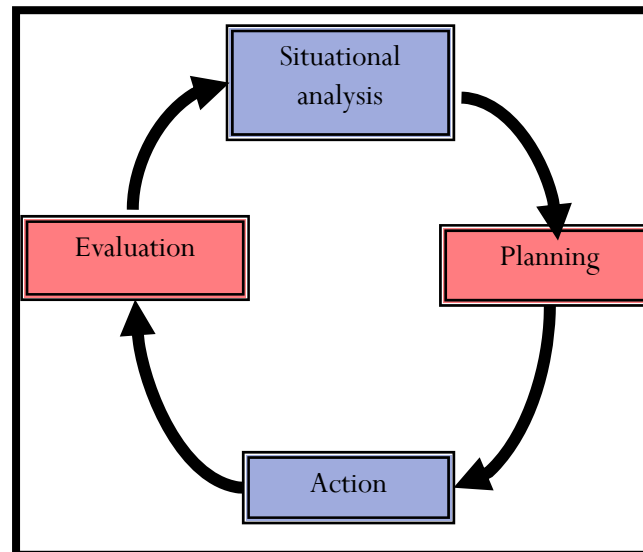 Situational
analysis
Evaluation
Planning
Action